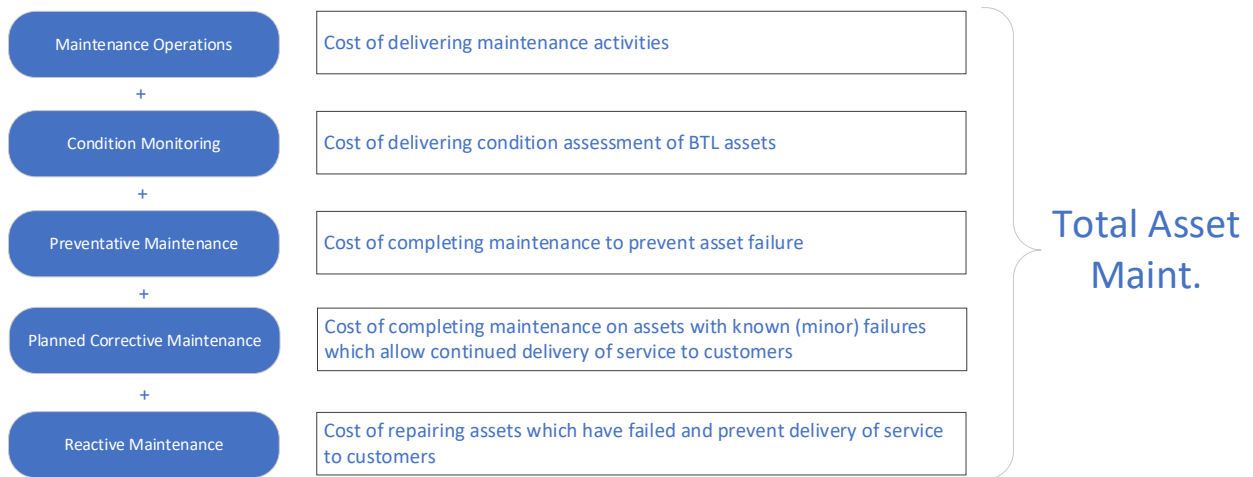 Maintenance Operations
Cost of delivering maintenance activities
+
Condition Monitoring
Cost of delivering condition assessment of BTL assets
+
Preventative Maintenance
Cost of completing maintenance to prevent asset failure
+
Planned Corrective Maintenance
Cost of completing maintenance on assets with known (minor) failures
which allow continued delivery of service to customers
+
Reactive Maintenance
Cost of repairing assets which have failed and prevent delivery of service
to customers
Total Asset
Maint.